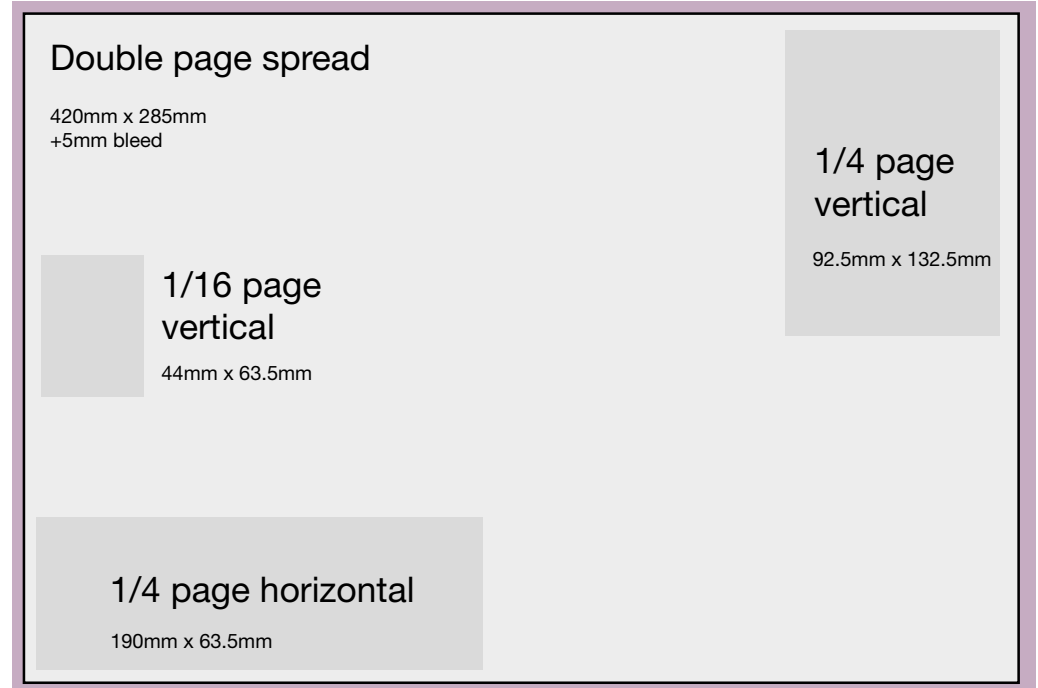 Double page spread
420mm x 285mm
+5mm bleed
1/4 page
vertical
92.5mm x 132.5mm
1/16 page
vertical
44mm x 63.5mm
1/4 page horizontal
190mm x 63.5mm